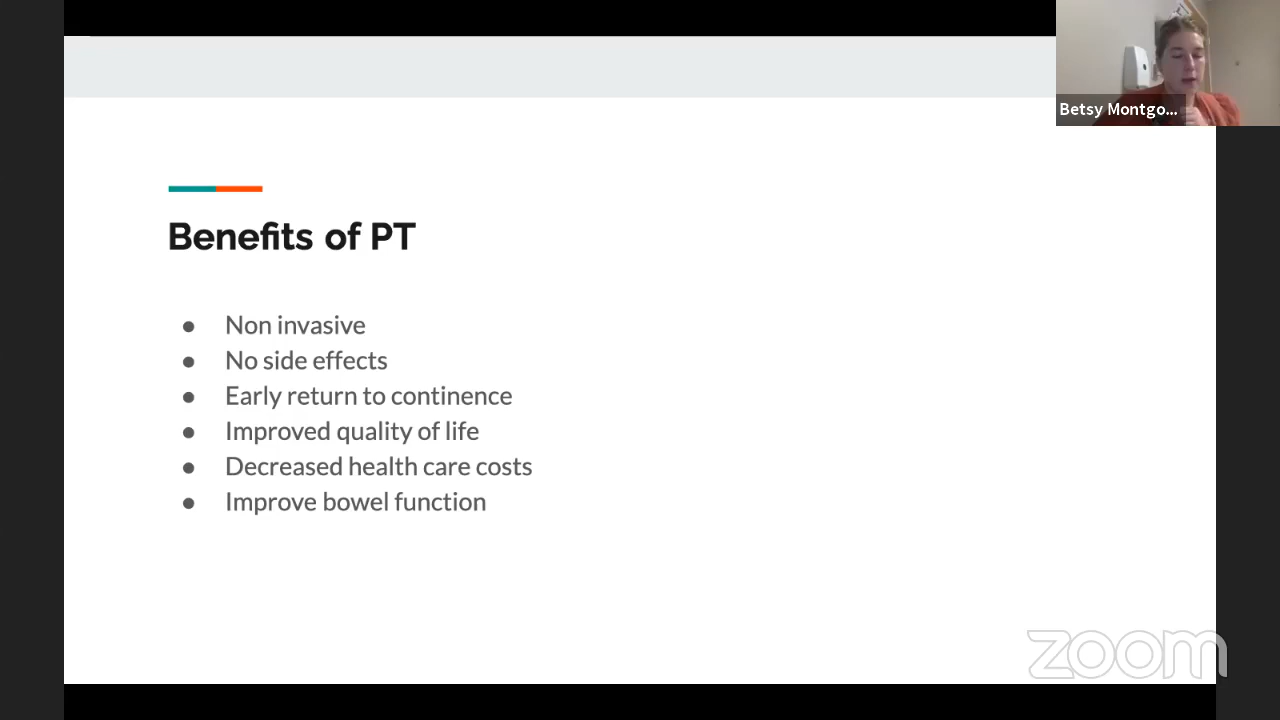 Betsy Montgo...
Benefits of PT
● Non invasive
● No side effects
● Early return to continence
● Improved quality of life
● Decreased health care costs
● Improve bowel function
zoom